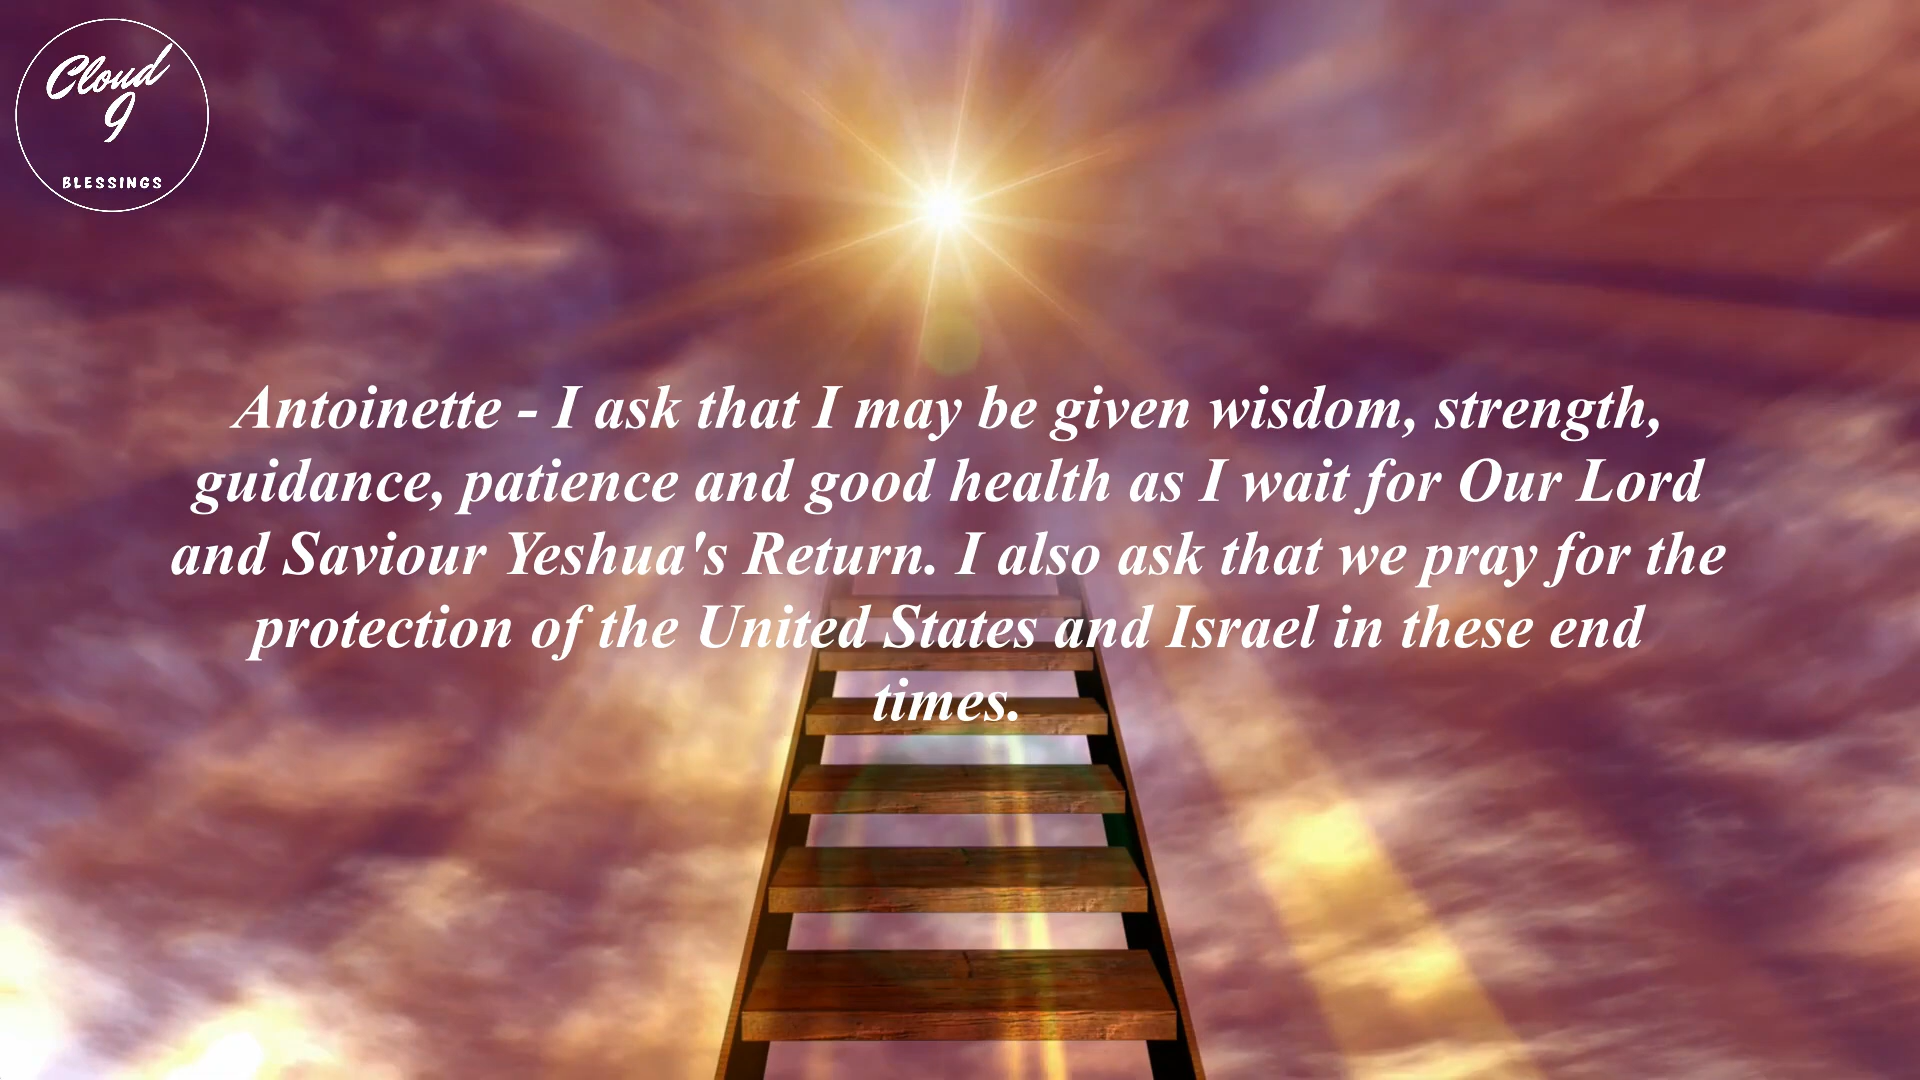 Cloud
9
BLESSINGS
Antoinette - I ask that I may be given wisdom, strength,
guidance, patience and good health as I wait for Our Lord
and Saviour Yeshua's Return. I also ask that we pray for the
protection of the United States and Israel in these end
times.